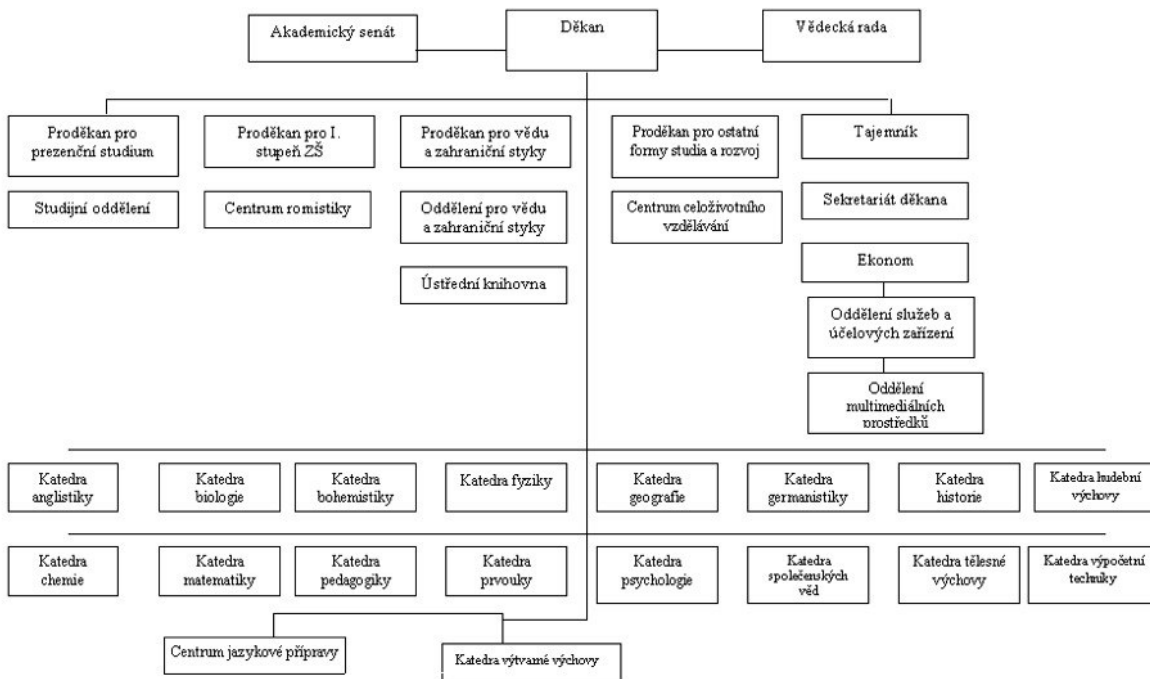 Akademický senát
Děkan
Vědecká rada
Proděkan pro
prezenční studium
Proděkan pro I.
stupeň ZŠ
Proděkan pro vědu
a zahraniční styky
Proděkan pro ostatní
formy studia a rozvoj
Tajemník
Studijní oddělení
Centrum romistiky
Oddělení pro vědu
a zahraniční styky
Centrum celoživotního
vzdělávání
Sekretariát děkana
Ústřední knihovna
Ekonom
Oddělení služeb a
účelových zařízení
Oddělení
multimediálních
prostředků
Katedra
anglistiky
Katedra
biologie
Katedra
bohemistiky
Katedra fyziky
Katedra
geografie
Katedra
germanistiky
Katedra
historie
Katedra hudební
výchovy
Katedra
chemie
Katedra
matematiky
Katedra
pedagogiky
Katedra
prvouky
Katedra
psychologie
Katedra
společenských
věd
Katedra tělesné
výchovy
Katedra výpočetní
techniky
Centrum jazykové přípravy
Katedra výtvarné výchovy